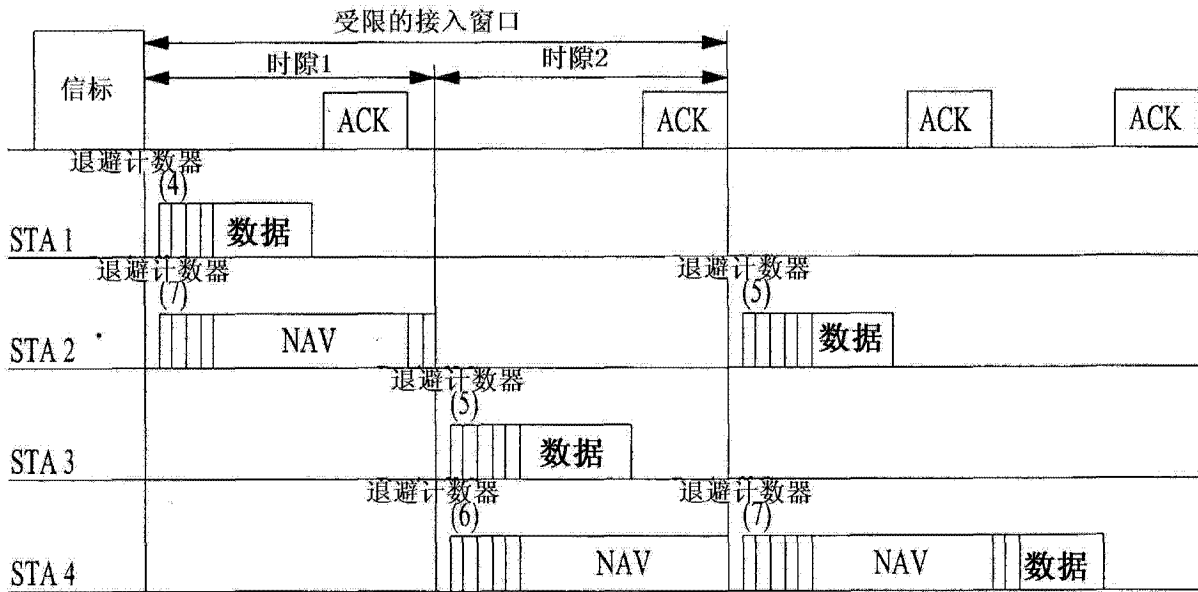 受限的接入窗口
时隙1
时隙2
信标
ACK
ACK
ACK
ACK
退避计数器
(4)
STA 1
数据
退避计数器
(7)
退避计数器
(5)
STA 2
NAV
数据
退避计数器
(5)
STA 3
数据
退避计数器
(6)
退避计数器
(7)
STA 4
NAV
NAV
数据